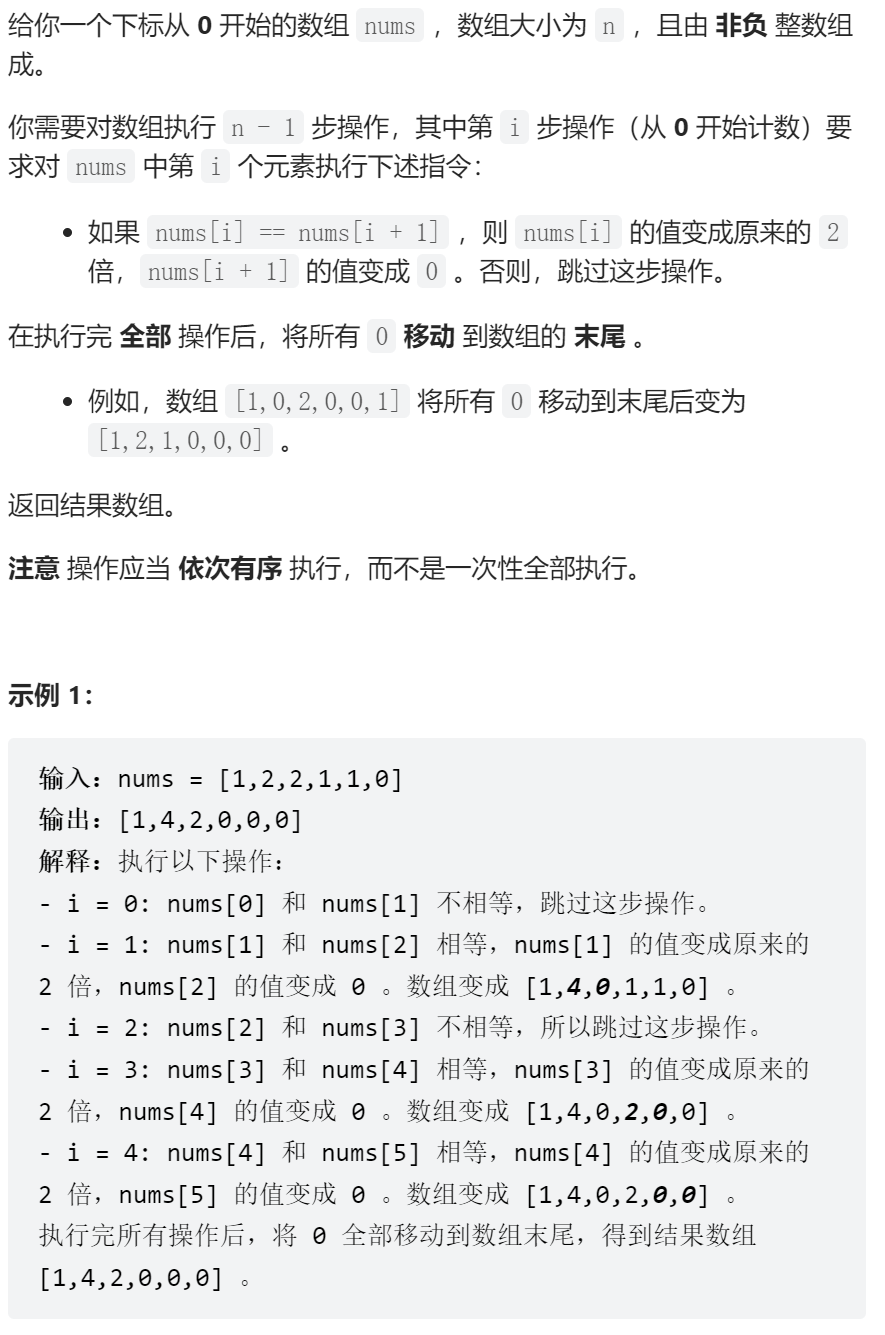 给你一个下标从 0 开始的数组 nums ，数组大小为 n ，且由 非负 整数组
成。
你需要对数组执行 n - 1 步操作，其中第 i 步操作（从 0 开始计数）要
求对 nums 中第 i 个元素执行下述指令：
• 如果 nums[i] == nums[i + 1] ，则 nums[i] 的值变成原来的 2
倍，nums[i + 1] 的值变成 0 。否则，跳过这步操作。
在执行完 全部 操作后，将所有 0 移动 到数组的 末尾 。
• 例如，数组 [1,0,2,0,0,1] 将所有 0 移动到末尾后变为
[1,2,1,0,0,0] 。
返回结果数组。
注意 操作应当 依次有序 执行，而不是一次性全部执行。
示例 1：
输入：nums = [1,2,2,1,1,0]
输出：[1,4,2,0,0,0]
解释：执行以下操作：
- i = 0: nums[0] 和 nums[1] 不相等，跳过这步操作。
- i = 1: nums[1] 和 nums[2] 相等，nums[1] 的值变成原来的
2 倍，nums[2] 的值变成 0 。数组变成 [1,4,0,1,1,0] 。
- i = 2: nums[2] 和 nums[3] 不相等，所以跳过这步操作。
- i = 3: nums[3] 和 nums[4] 相等，nums[3] 的值变成原来的
2 倍，nums[4] 的值变成 0 。数组变成 [1,4,0,2,0,0] 。
- i = 4: nums[4] 和 nums[5] 相等，nums[4] 的值变成原来的
2 倍，nums[5] 的值变成 0 。数组变成 [1,4,0,2,0,0] 。
执行完所有操作后，将 0 全部移动到数组末尾，得到结果数组
[1,4,2,0,0,0] 。